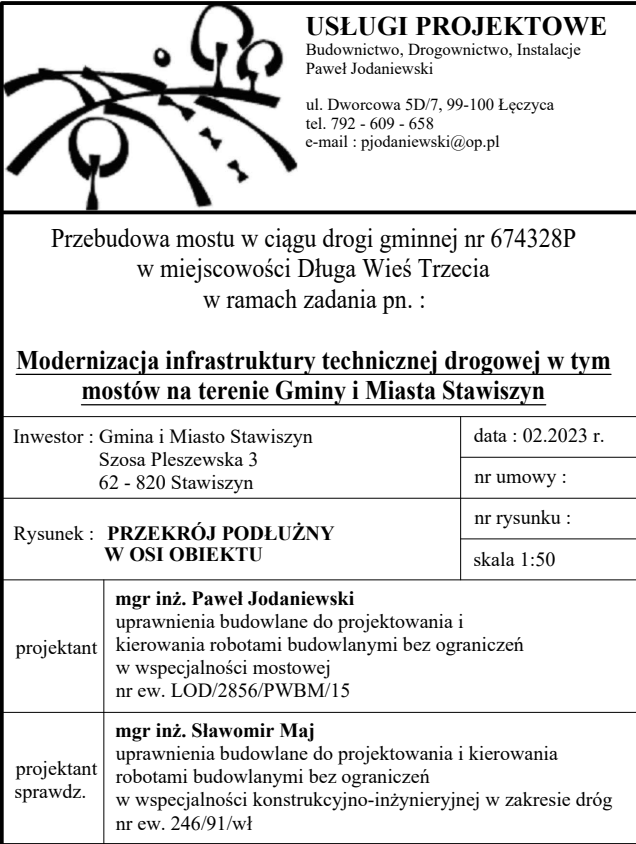 USŁUGI PROJEKTOWE
Budownictwo, Drogownictwo, Instalacje
Paweł Jodaniewski
ul. Dworcowa 5D/7, 99-100 Łęczyca
tel. 792 - 609 - 658
e-mail : pjodaniewski@op.pl
Przebudowa mostu w ciągu drogi gminnej nr 674328P
w miejscowości Długa Wieś Trzecia
w ramach zadania pn. :
Modernizacja infrastruktury technicznej drogowej w tym
mostów na terenie Gminy i Miasta Stawiszyn
Inwestor : Gmina i Miasto Stawiszyn
Szosa Pleszewska 3
62 - 820 Stawiszyn
data : 02.2023 r.
nr umowy :
Rysunek : PRZEKRÓJ PODŁUŻNY
W OSI OBIEKTU
nr rysunku :
skala 1:50
projektant
mgr inż. Paweł Jodaniewski
uprawnienia budowlane do projektowania i
kierowania robotami budowlanymi bez ograniczeń
w wspecjalności mostowej
nr ew. LOD/2856/PWBM/15
projektant
sprawdz.
mgr inż. Sławomir Maj
uprawnienia budowlane do projektowania i kierowania
robotami budowlanymi bez ograniczeń
w wspecjalności konstrukcyjno-inżynieryjnej w zakresie dróg
nr ew. 246/91/wł